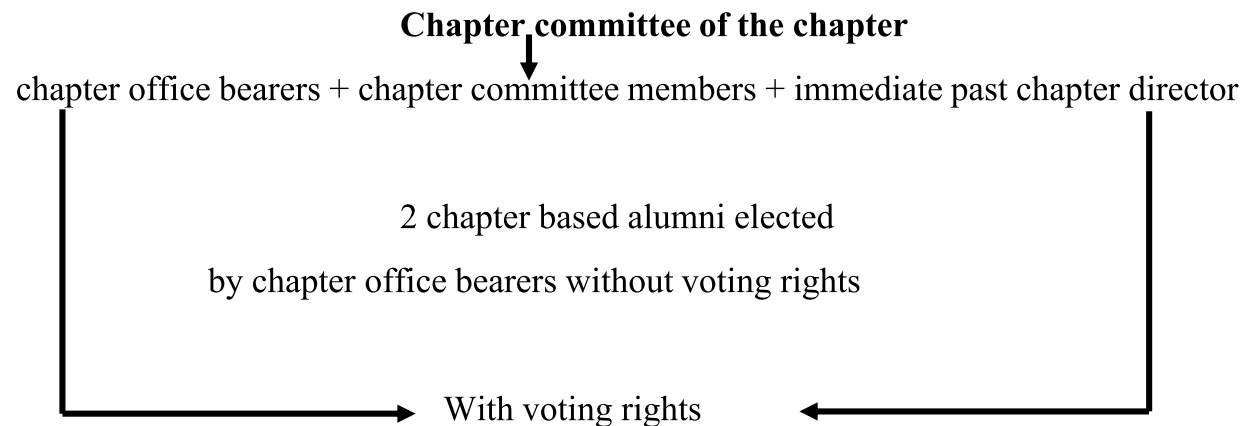 Chapter committee of the chapter
chapter office bearers + chapter committee members + immediate past chapter director
2 chapter based alumni elected
by chapter office bearers without voting rights
With voting rights